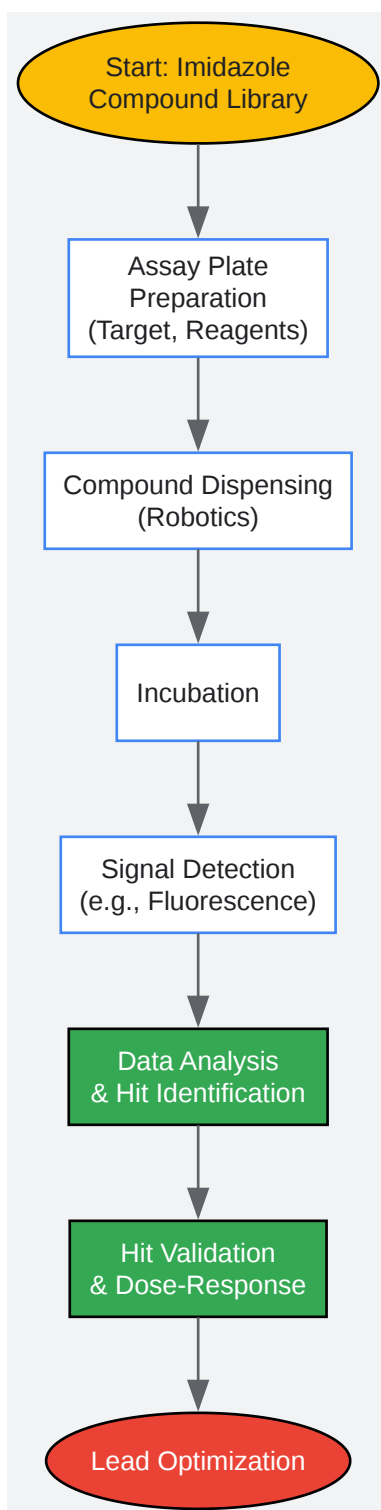 Start: Imidazole
Compound Library
Assay Plate
Preparation
(Target, Reagents)
Compound Dispensing
(Robotics)
Incubation
Signal Detection
(e.g., Fluorescence)
Data Analysis
& Hit Identification
Hit Validation
& Dose-Response
Lead Optimization